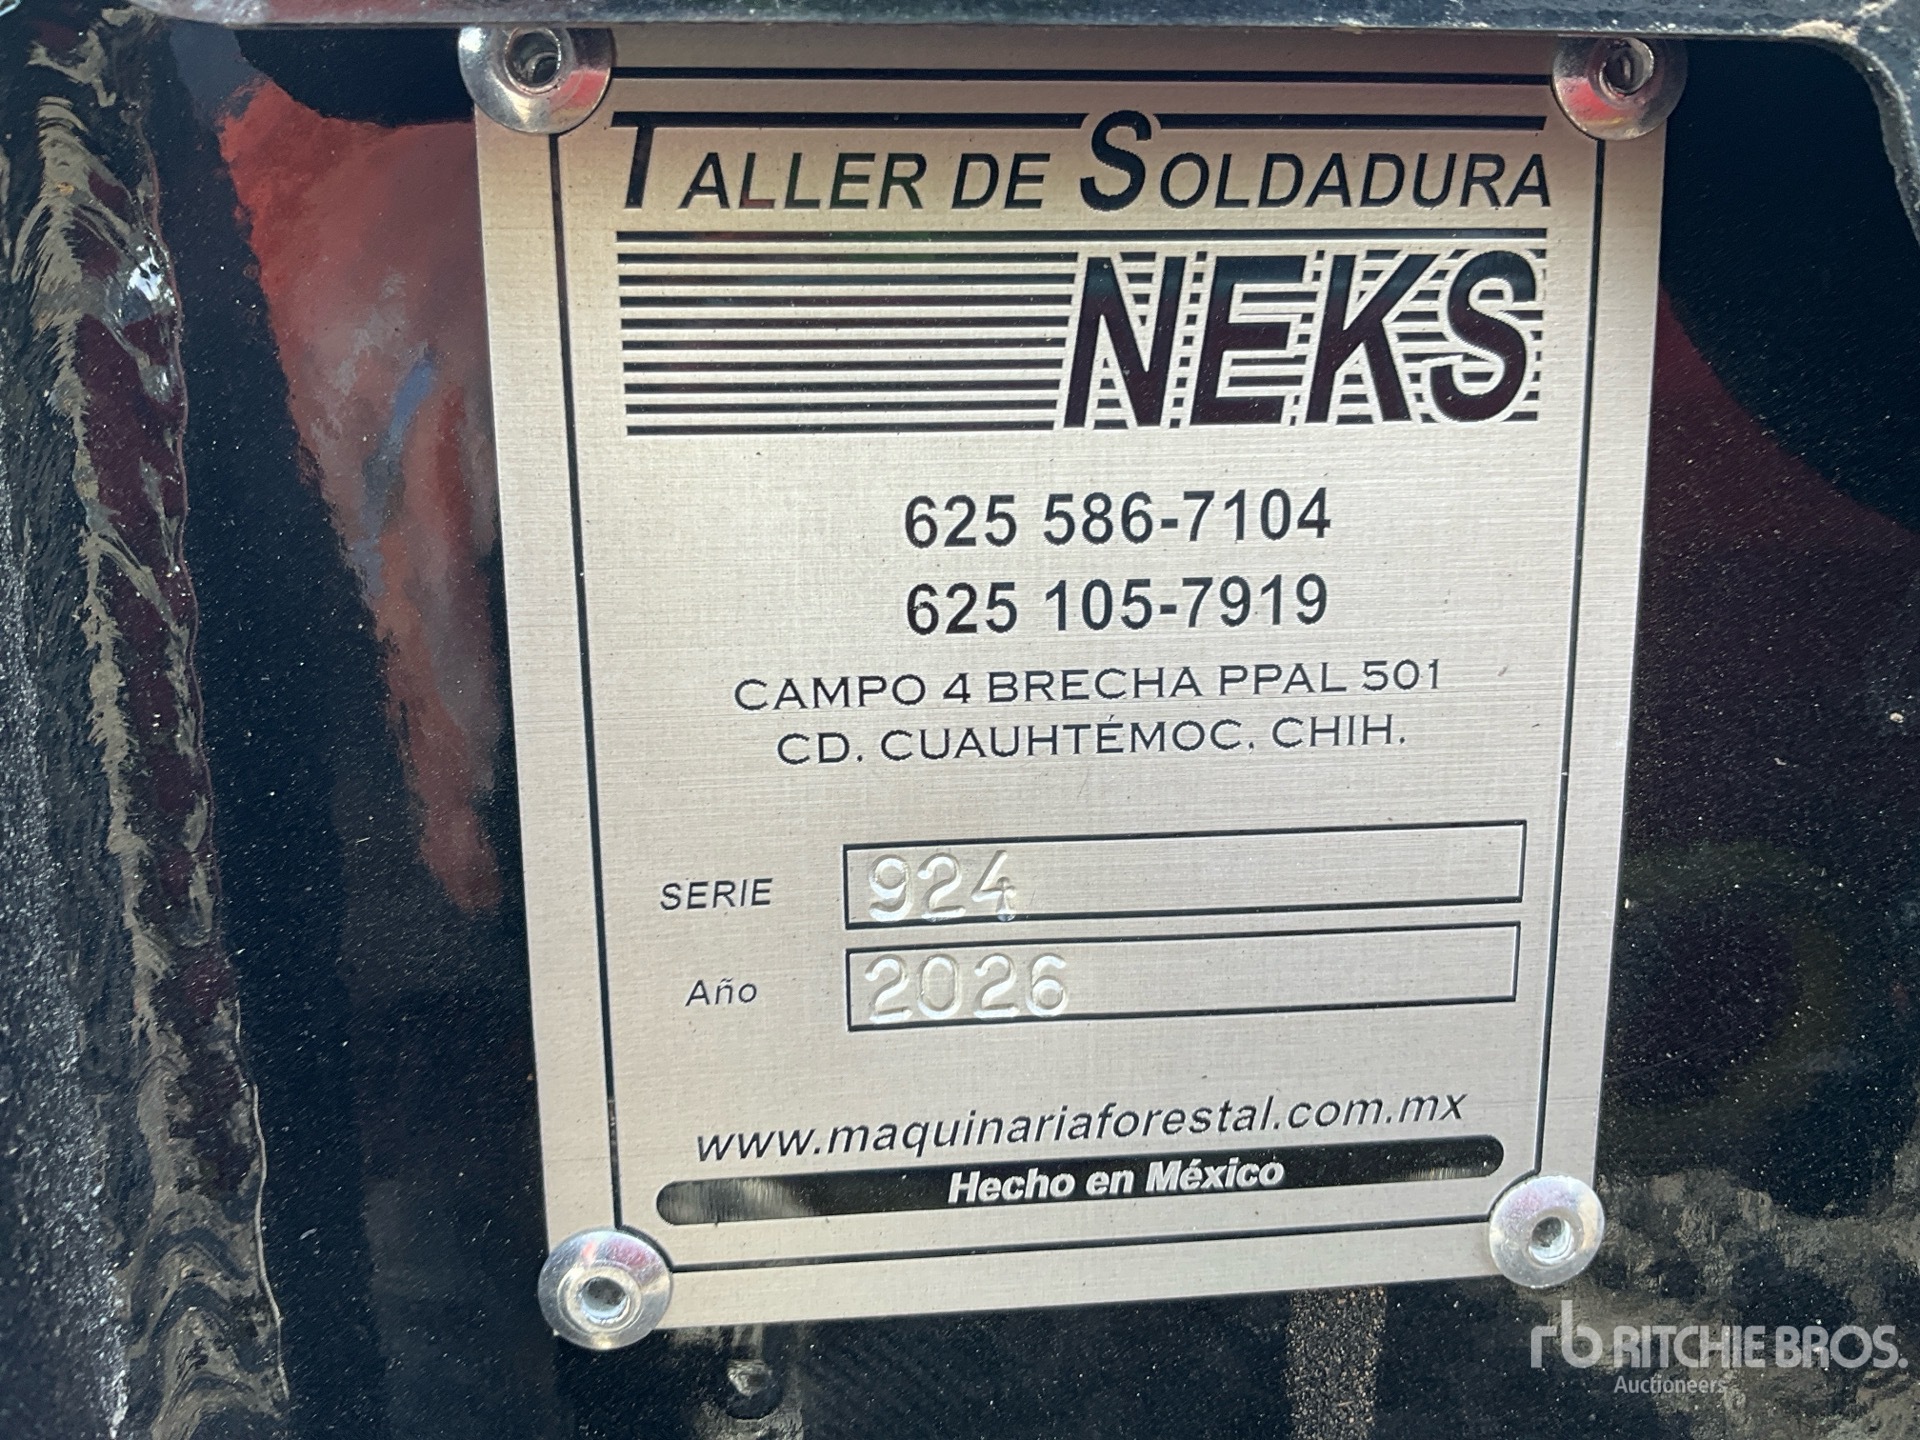 TALLER DE SOLDADURA
NEKS
625 586-7104
625 105-7919
CAMPO 4 BRECHA PPAL 501
CD. CUAUHTÉMOC. CHIH.
SERIE 924
Año 2026
www.maquinariaforestal.com.mx
Hecho en México
rb RITCHIE BROS.
Auctioneers